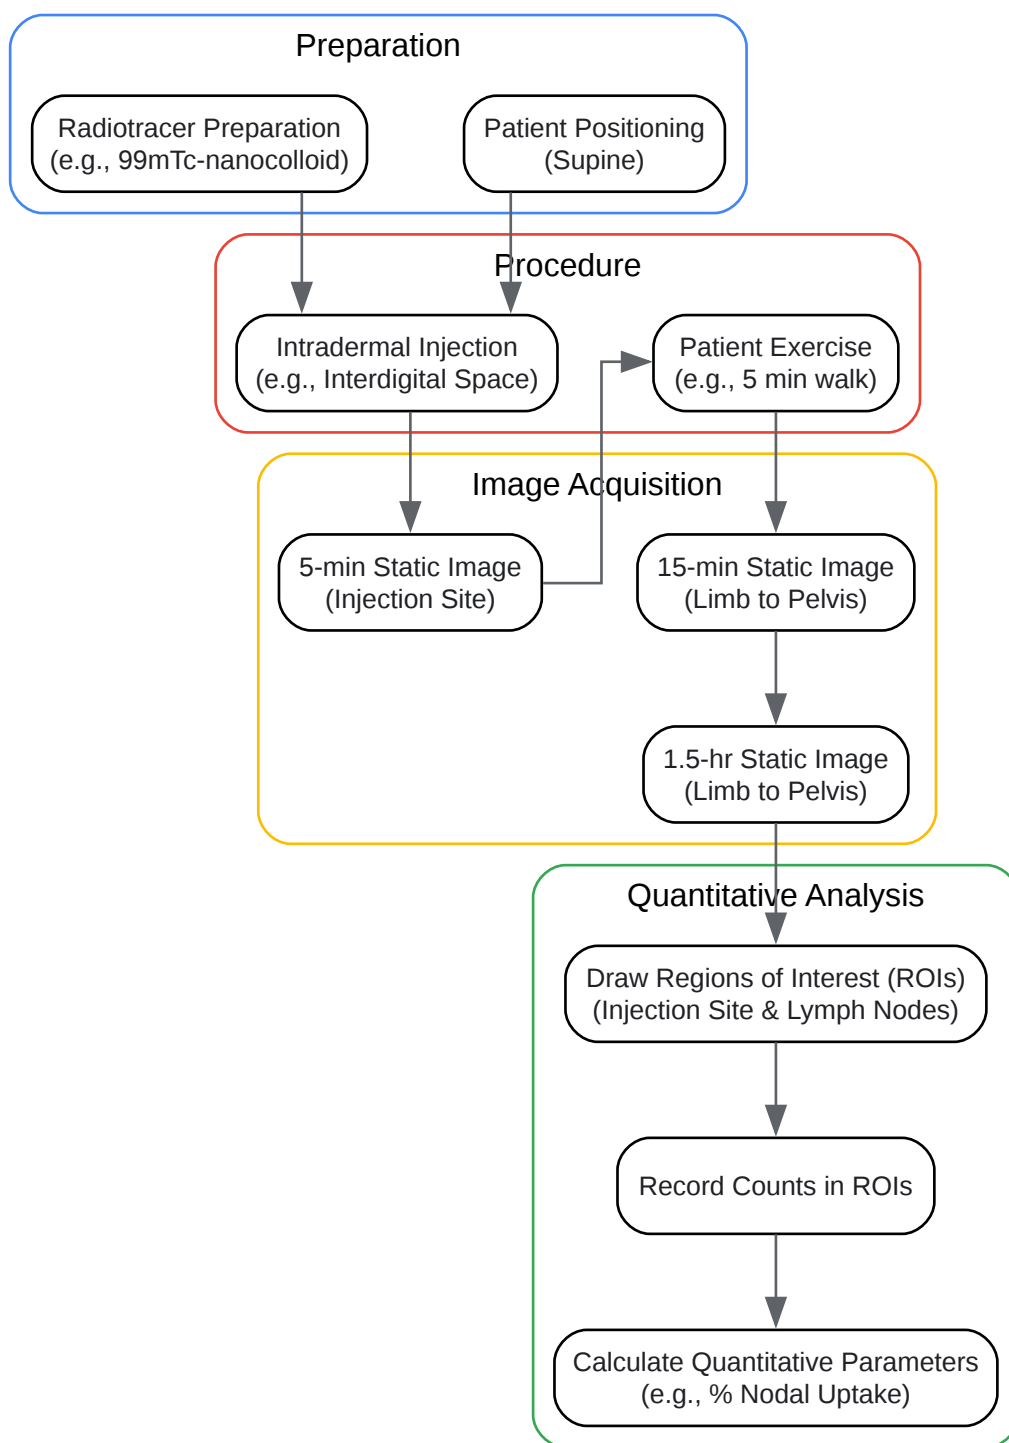 Preparation
Radiotracer Preparation
(e.g., 99mTc-nanocolloid)
Patient Positioning
(Supine)
Procedure
Intradermal Injection
(e.g., Interdigital Space)
Patient Exercise
(e.g., 5 min walk)
Image Acquisition
5-min Static Image
(Injection Site)
15-min Static Image
(Limb to Pelvis)
1.5-hr Static Image
(Limb to Pelvis)
Quantitative Analysis
Draw Regions of Interest (ROIs)
(Injection Site & Lymph Nodes)
Record Counts in ROIs
Calculate Quantitative Parameters
(e.g., % Nodal Uptake)